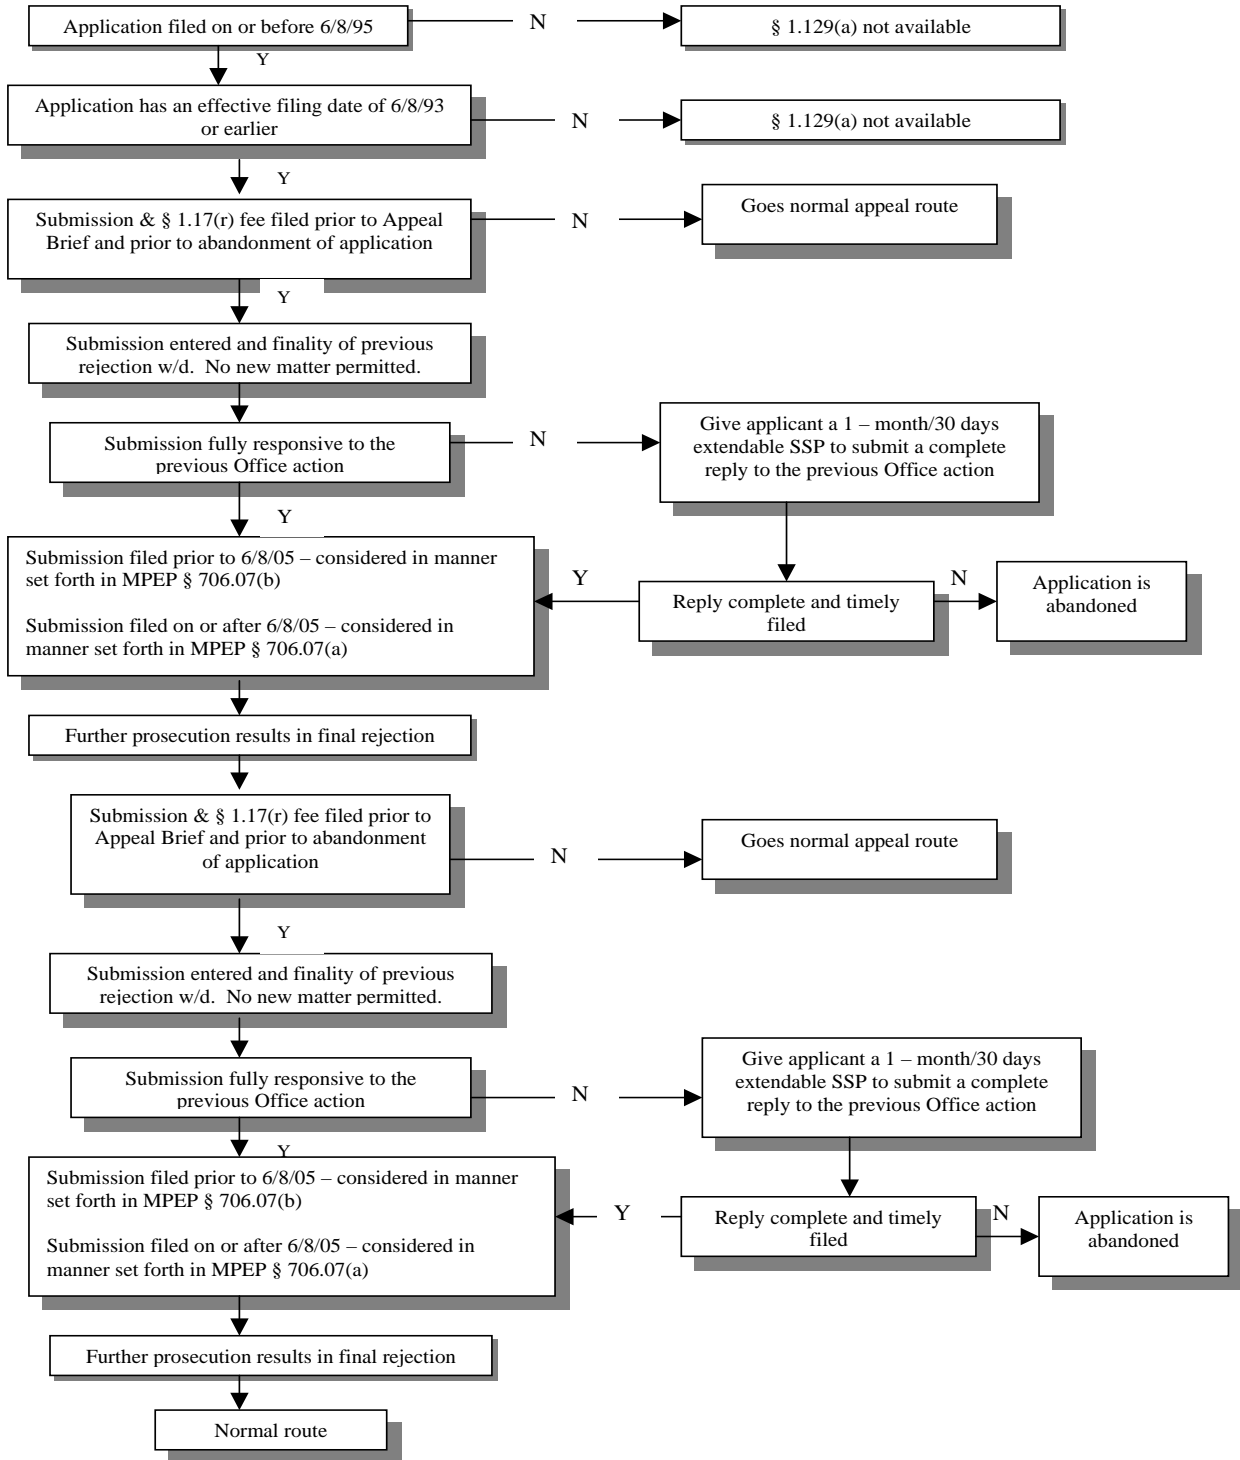 Application filed on or before 6/8/95
N
§ 1.129(a) not available
Y
Application has an effective filing date of 6/8/93
or earlier
N
§ 1.129(a) not available
Y
Submission & § 1.17(r) fee filed prior to Appeal
Brief and prior to abandonment of application
N
Goes normal appeal route
Y
Submission entered and finality of previous
rejection w/d.  No new matter permitted.
Submission fully responsive to the
previous Office action
N
Give applicant a 1 – month/30 days
extendable SSP to submit a complete
reply to the previous Office action
Y
Submission filed prior to 6/8/05 – considered in manner
set forth in MPEP § 706.07(b)
Submission filed on or after 6/8/05 – considered in
manner set forth in MPEP § 706.07(a)
Y
Reply complete and timely
filed
N
Application is
abandoned
Further prosecution results in final rejection
Submission & § 1.17(r) fee filed prior to
Appeal Brief and prior to abandonment
of application
N
Goes normal appeal route
Y
Submission entered and finality of previous
rejection w/d.  No new matter permitted.
Submission fully responsive to the
previous Office action
N
Give applicant a 1 – month/30 days
extendable SSP to submit a complete
reply to the previous Office action
Y
Submission filed prior to 6/8/05 – considered in manner
set forth in MPEP § 706.07(b)
Submission filed on or after 6/8/05 – considered in
manner set forth in MPEP § 706.07(a)
Y
Reply complete and timely
filed
N
Application is
abandoned
Further prosecution results in final rejection
Normal route